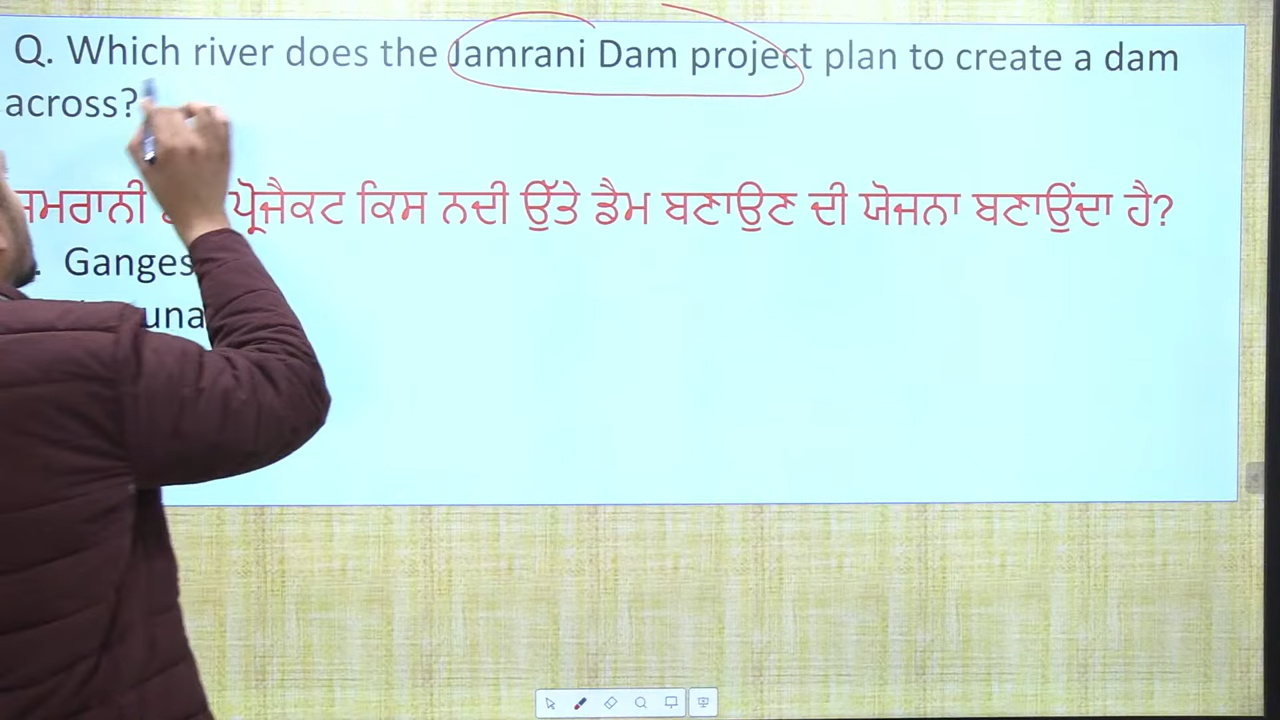 Q. Which river does the Jamrani Dam project plan to create a dam
across?
ਪ੍ਰੋਜੈਕਟ ਕਿਸ ਨਦੀ ਉੱਤੇ ਡੈਮ ਬਣਾਉਣ ਦੀ ਯੋਜਨਾ ਬਣਾਉਂਦਾ ਹੈ?
Ganges